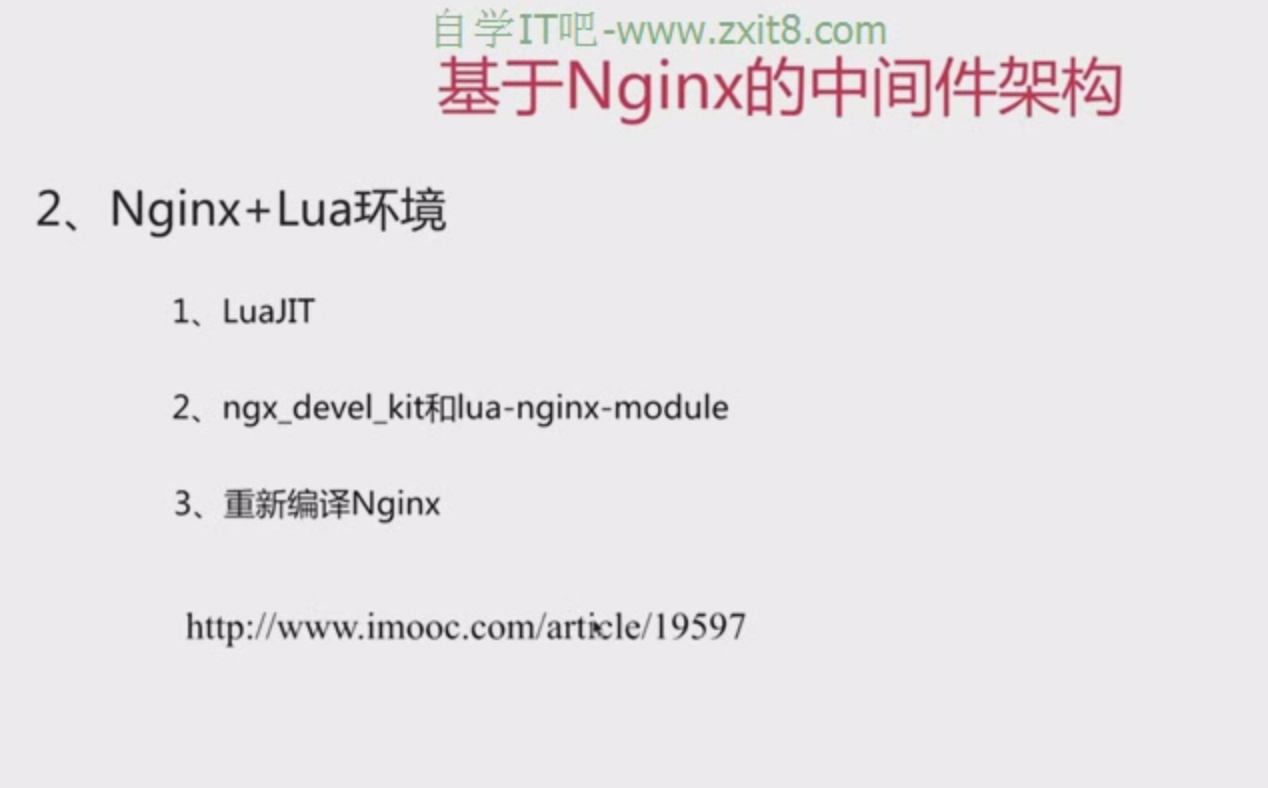 自学IT吧-www.zxit8.com
基于Nginx的中间件架构
2、Nginx+Lua环境
1、LuaJIT
2、ngx_devel_kit和lua-nginx-module
3、重新编译Nginx
http://www.imooc.com/article/19597